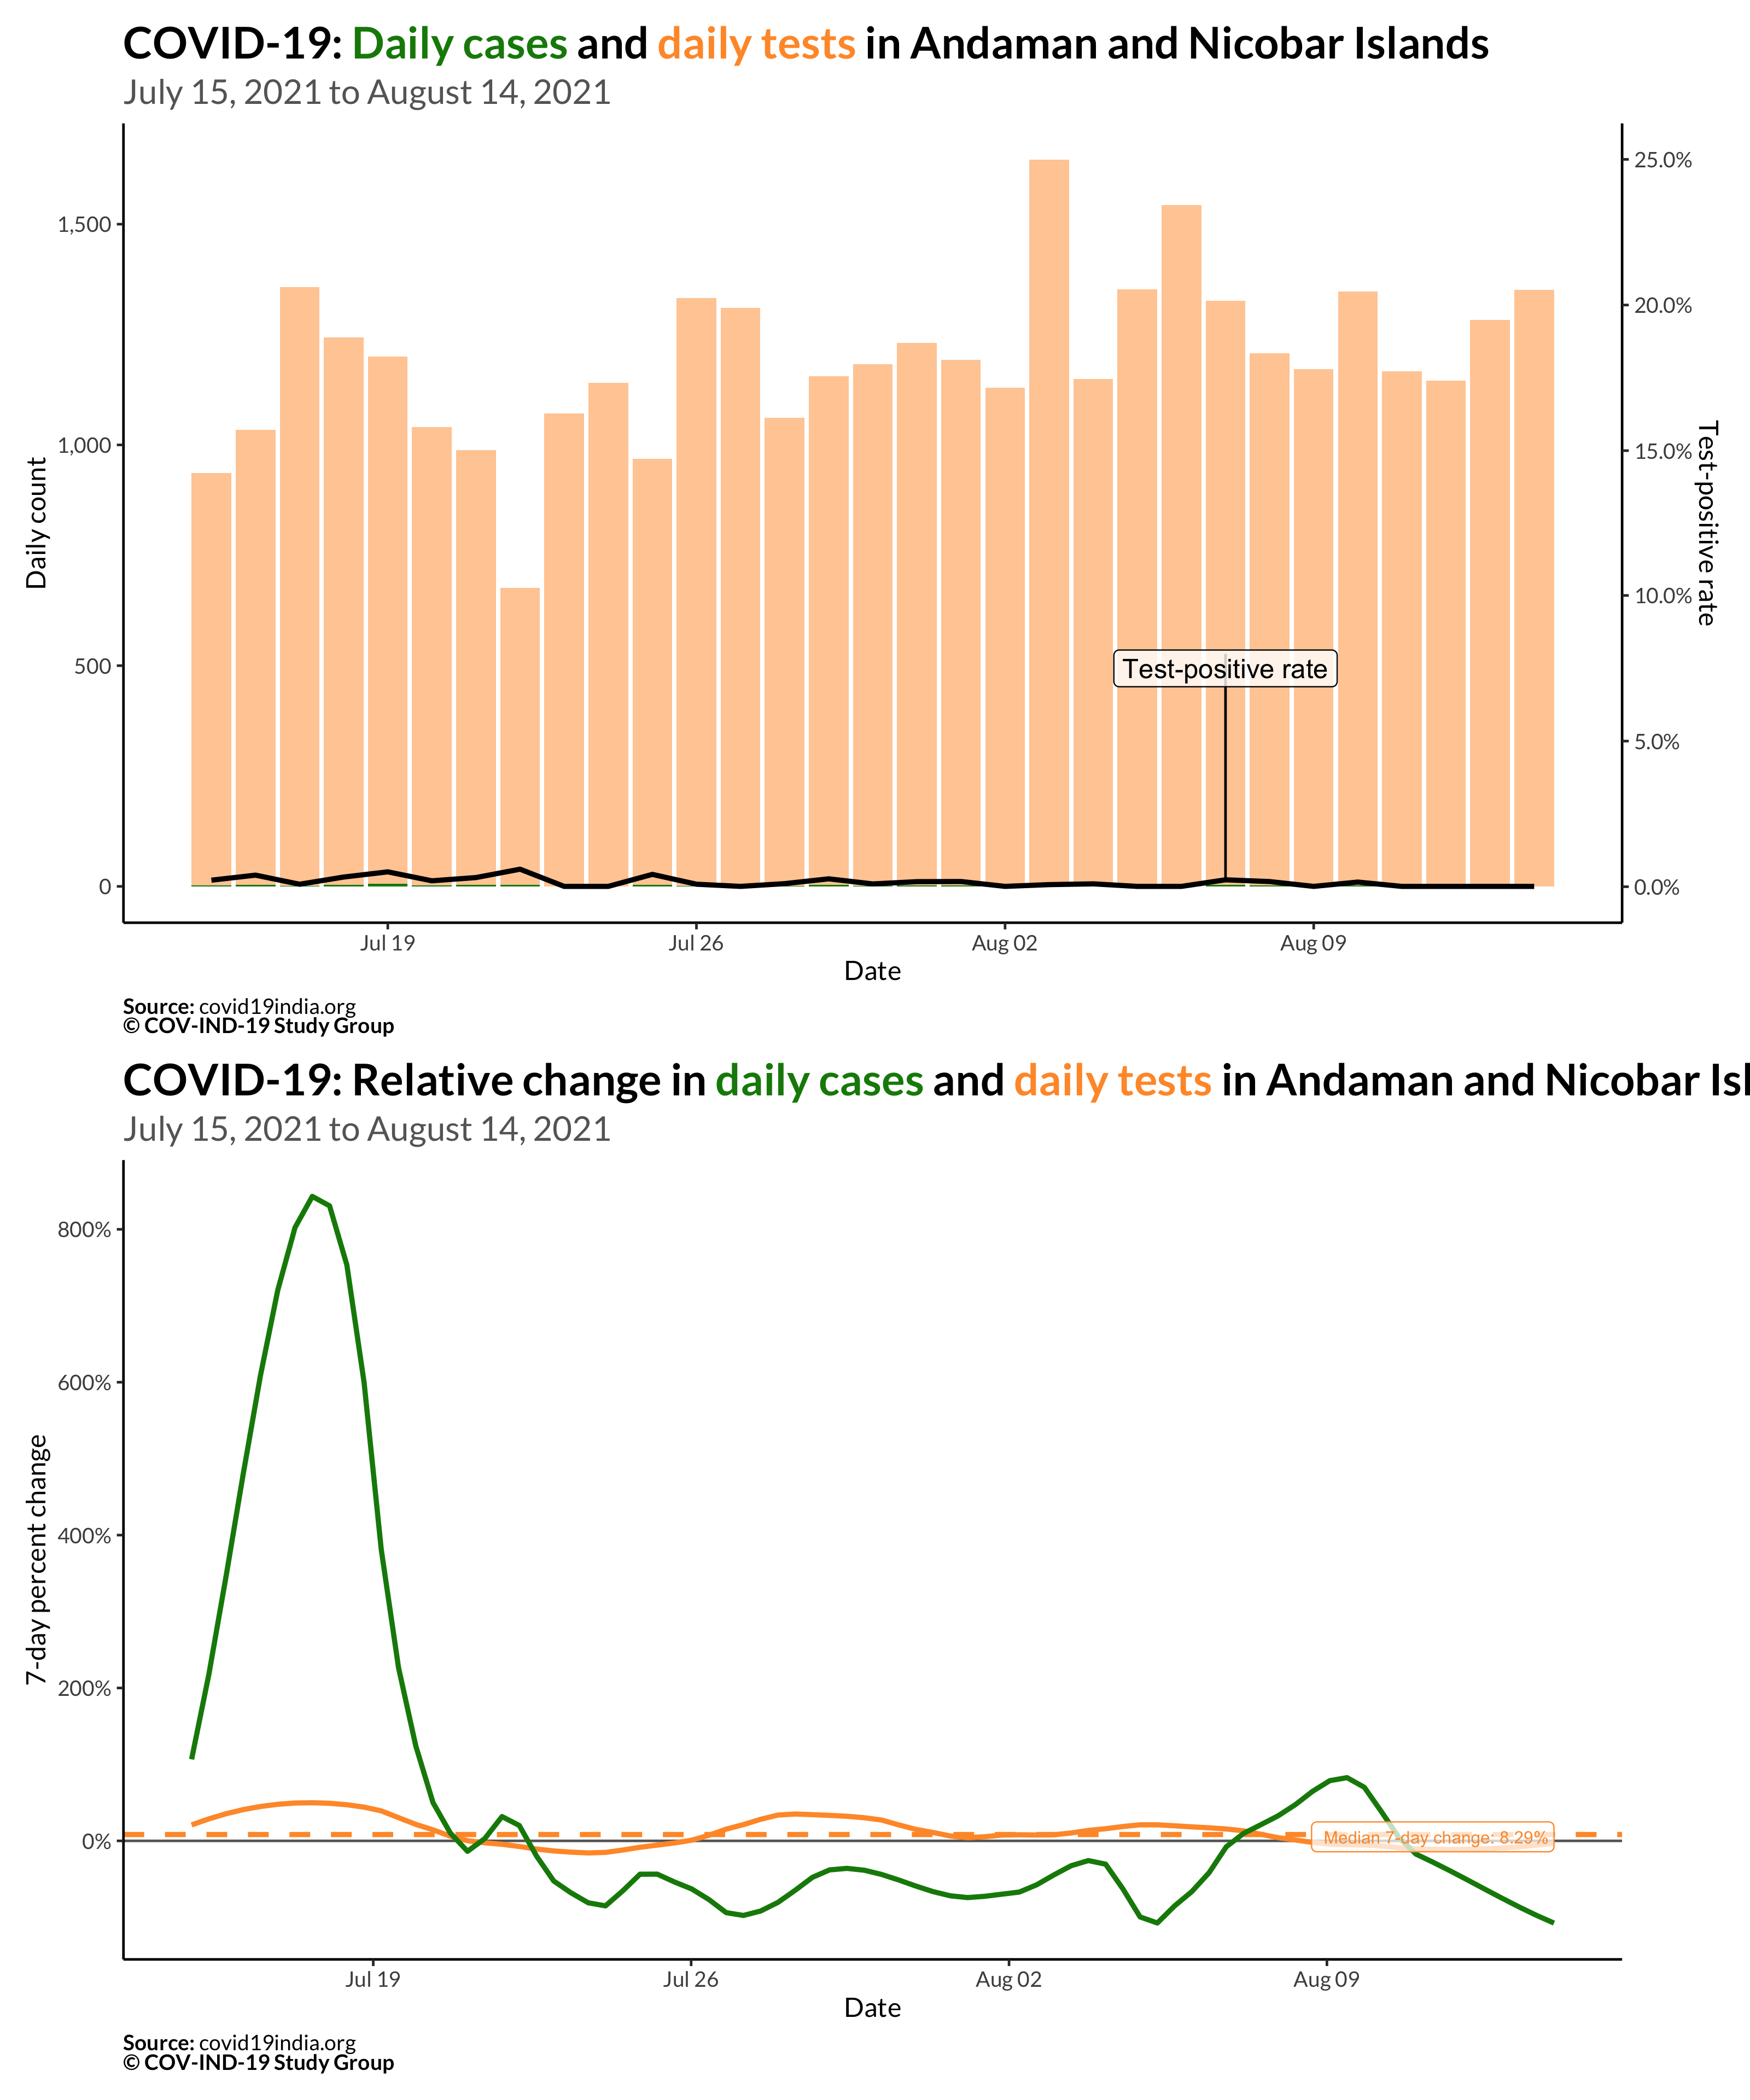 COVID-19: Daily cases and daily tests in Andaman and Nicobar Islands
July 15, 2021 to August 14, 2021
Daily count
1,500
1,000
500
0
25.0%
20.0%
15.0%
10.0%
5.0%
0.0%
Test-positive rate
Test-positive rate
Jul 19
Jul 26
Aug 02
Aug 09
Date
Source: covid19india.org
© COV-IND-19 Study Group
COVID-19: Relative change in daily cases and daily tests in Andaman and Nicobar Isl
July 15, 2021 to August 14, 2021
7-day percent change
800%
600%
400%
200%
0%
Median 7-day change: 8.29%
Jul 19
Jul 26
Aug 02
Aug 09
Date
Source: covid19india.org
© COV-IND-19 Study Group